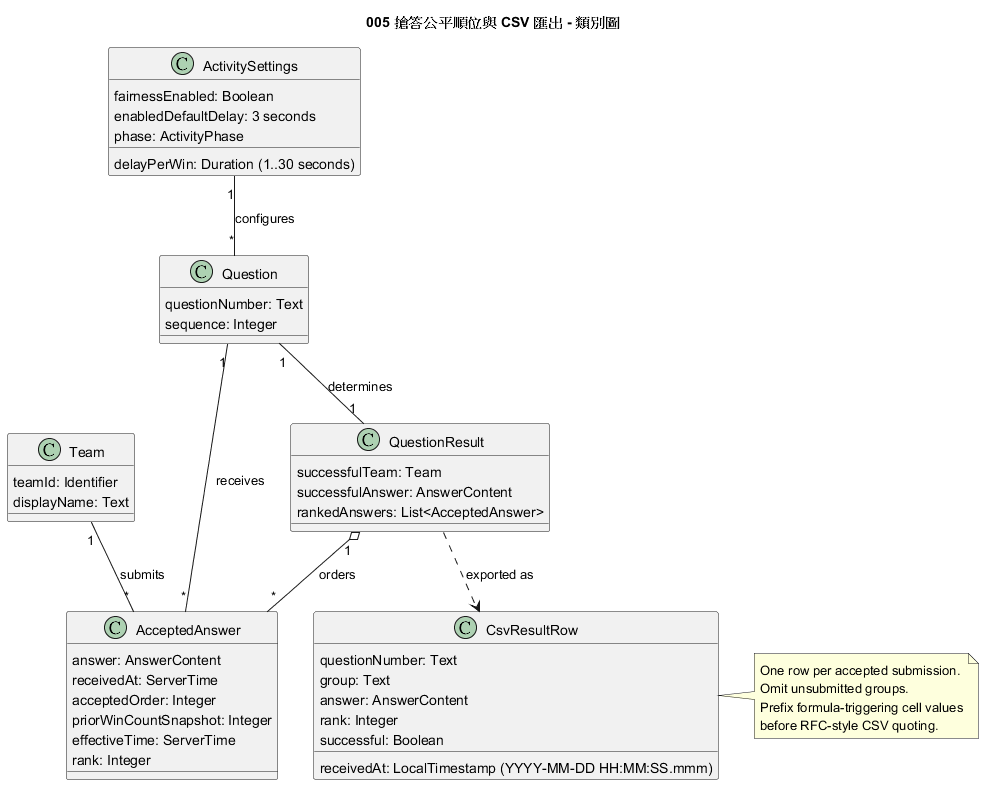 005 搶答公平順位與 CSV 匯出 - 類別圖
C ActivitySettings
fairnessEnabled: Boolean
enabledDefaultDelay: 3 seconds
phase: ActivityPhase
delayPerWin: Duration (1..30 seconds)
1
configures
*
C Question
questionNumber: Text
sequence: Integer
1
1
determines
1
C Team
teamId: Identifier
displayName: Text
receives
C QuestionResult
successfulTeam: Team
successfulAnswer: AnswerContent
rankedAnswers: List<AcceptedAnswer>
1
submits
*
*
1
orders
*
exported as
C AcceptedAnswer
answer: AnswerContent
receivedAt: ServerTime
acceptedOrder: Integer
priorWinCountSnapshot: Integer
effectiveTime: ServerTime
rank: Integer
C CsvResultRow
questionNumber: Text
group: Text
answer: AnswerContent
rank: Integer
successful: Boolean
receivedAt: LocalTimestamp (YYYY-MM-DD HH:MM:SS.mmm)
One row per accepted submission.
Omit unsubmitted groups.
Prefix formula-triggering cell values
before RFC-style CSV quoting.